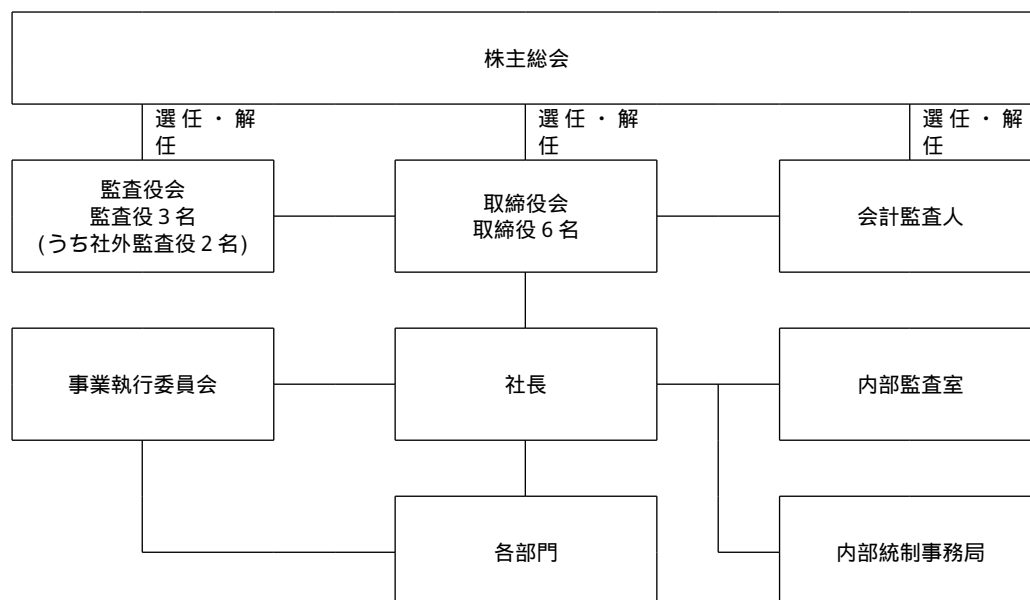 株主総会
選任・解
任
選任・解
任
選任・解
任
監査役会
監査役3名
(うち社外監査役2名)
取締役会
取締役6名
会計監査人
事業執行委員会
社長
内部監査室
各部門
内部統制事務局